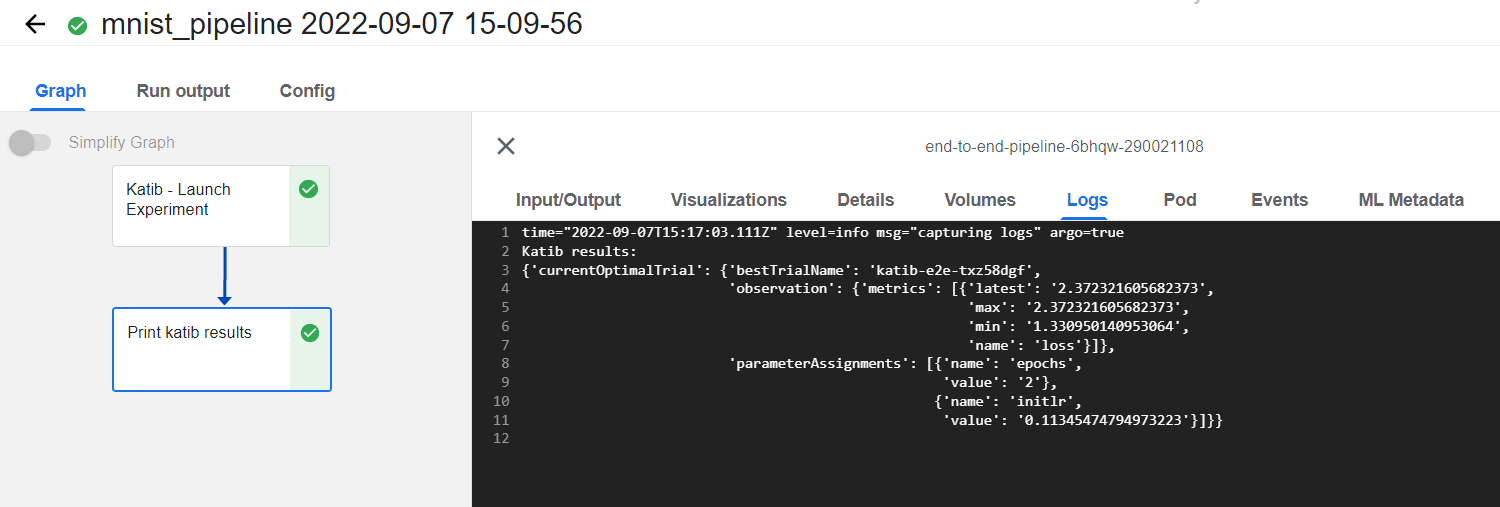 mnist_pipeline 2022-09-07 15-09-56
Graph Run output Config
Simplify Graph
Katib - Launch
Experiment
Print katib results
end-to-end-pipeline-6bhqw-290021108
Input/Output Visualizations Details Volumes Logs Pod Events ML Metadata
1 time="2022-09-07T15:17:03.111Z" level=info msg="capturing logs" argo=true
2 Katib results:
3 {'currentOptimalTrial': {'bestTrialName': 'katib-e2e-txz58dgf',
4 'observation': {'metrics': [{'latest': '2.372321605682373',
5 'max': '2.372321605682373',
6 'min': '1.330950140953064',
7 'name': 'loss'}]},
8 'parameterAssignments': [{'name': 'epochs',
9 'value': '2'},
10 {'name': 'initlr',
11 'value': '0.11345474794973223'}]}}
12